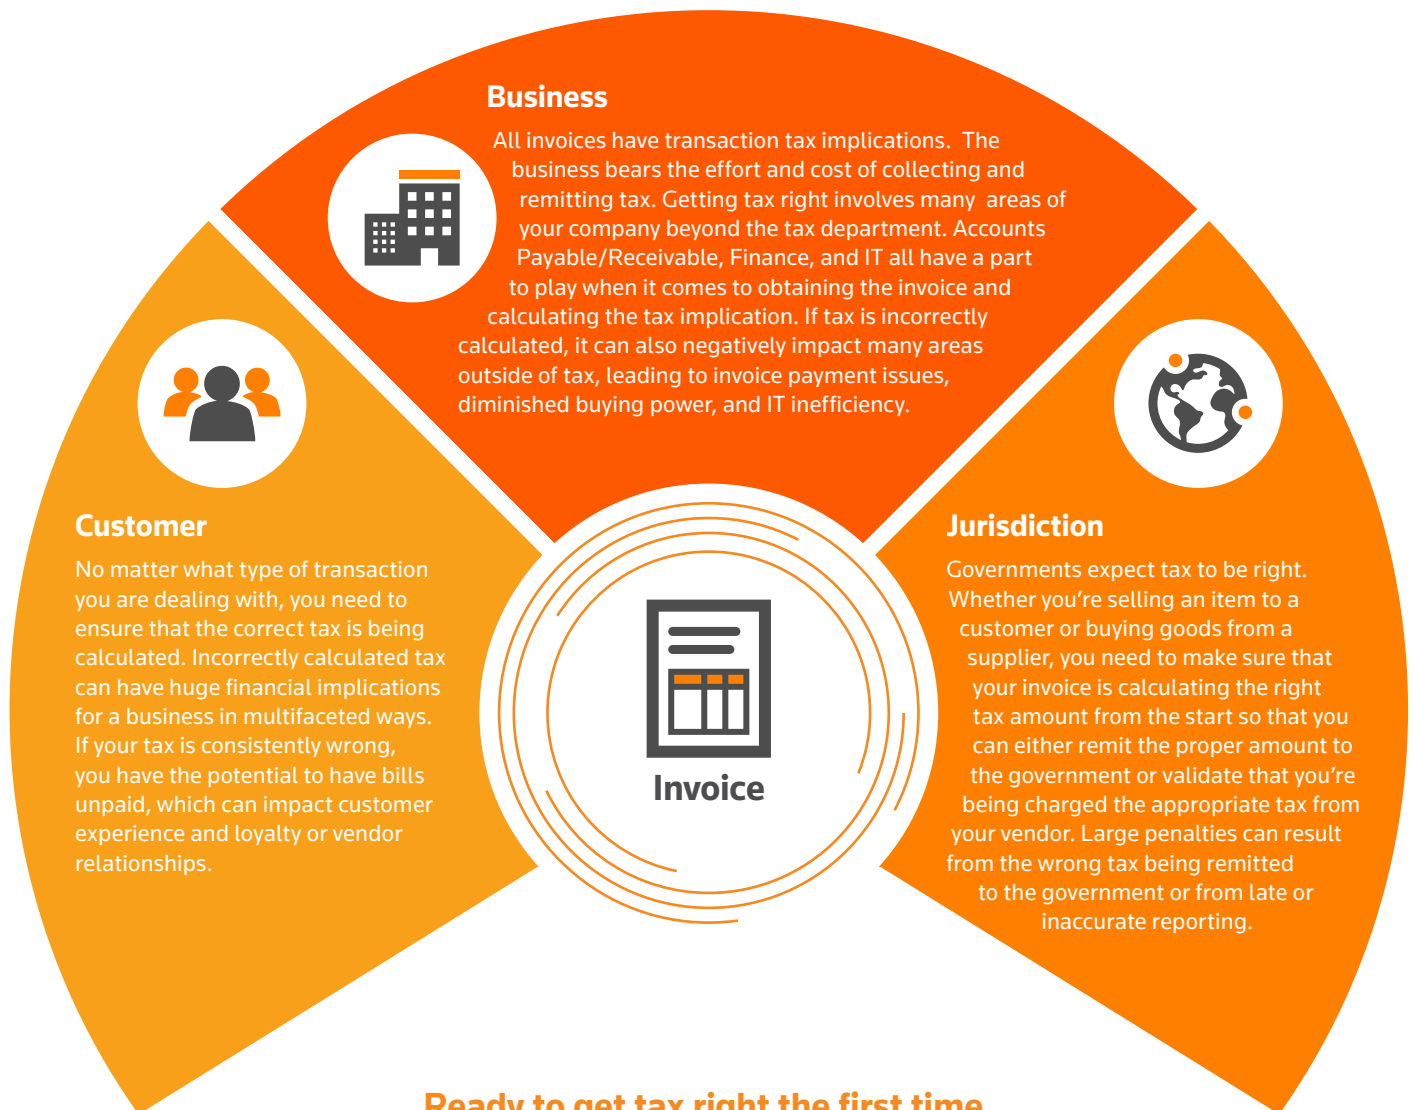 Business
All invoices have transaction tax implications. The
business bears the effort and cost of collecting and
remitting tax. Getting tax right involves many areas of
your company beyond the tax department. Accounts
Payable/Receivable, Finance, and IT all have a part
to play when it comes to obtaining the invoice and
calculating the tax implication. If tax is incorrectly
calculated, it can also negatively impact many areas
outside of tax, leading to invoice payment issues,
diminished buying power, and IT inefficiency.
Customer
No matter what type of transaction
you are dealing with, you need to
ensure that the correct tax is being
calculated. Incorrectly calculated tax
can have huge financial implications
for a business in multifaceted ways.
If your tax is consistently wrong,
you have the potential to have bills
unpaid, which can impact customer
experience and loyalty or vendor
relationships.
Invoice
Jurisdiction
Governments expect tax to be right.
Whether you’re selling an item to a
customer or buying goods from a
supplier, you need to make sure that
your invoice is calculating the right
tax amount from the start so that you
can either remit the proper amount to
the government or validate that you’re
being charged the appropriate tax from
your vendor. Large penalties can result
from the wrong tax being remitted
to the government or from late or
inaccurate reporting.
Ready to get tax right the first time